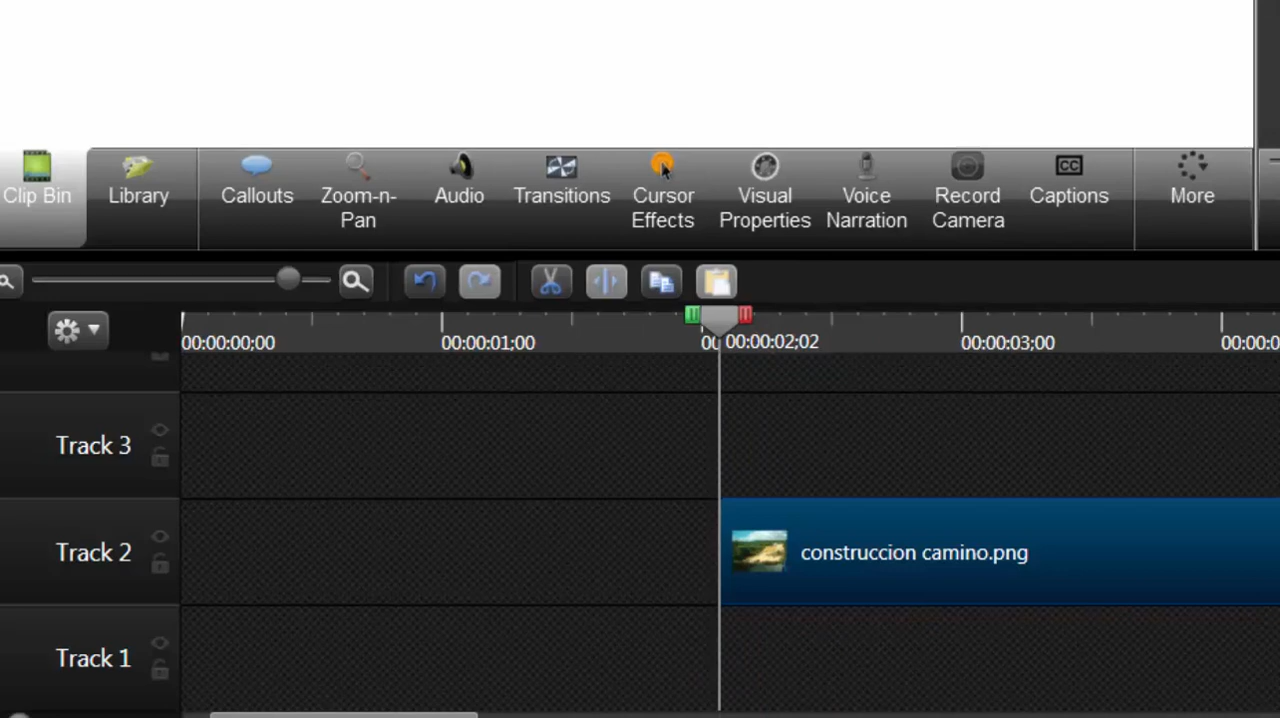 Clip Bin
Library
Callouts
Zoom-n-
Pan
Audio
Transitions
Cursor
Effects
Visual
Properties
Voice
Narration
Record
Camera
CC
Captions
More
00:00:00;00
00:00:01;00
00:00:02;02
00:00:03;00
Track 3
Track 2
construccion camino.png
Track 1